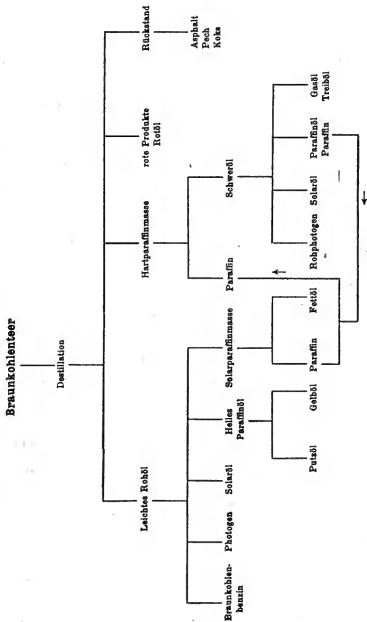 Braunkohlenteer
Destillation
Leichtes Rohöl
Hartparaffinmasse
rote Produkte
Rotöl
Rückstand
Asphalt
Pech
Koks
Braunkohlen-
benzin
Photogen
Solaröl
Helles
Paraffinöl
Solarparaffinmasse
Paraffin
Schweröl
Putzöl
Gelböl
Paraffin
Fettöl
Rohphotogen
Solaröl
Paraffinöl
Paraffin
Gasöl
Treiböl